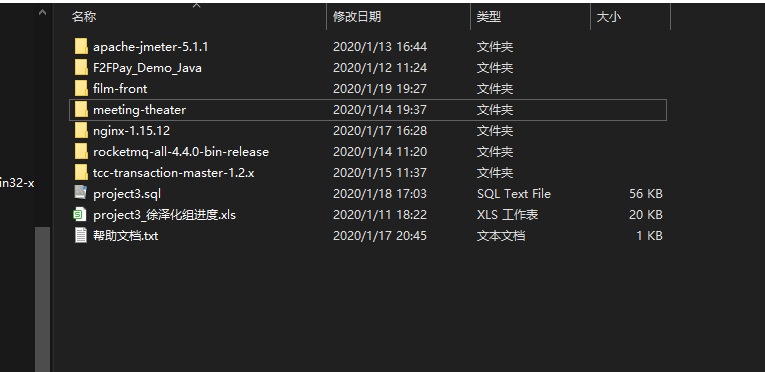 名称 修改日期 类型 大小
apache-jmeter-5.1.1 2020/1/13 16:44 文件夹
F2FPay_Demo_Java 2020/1/12 11:24 文件夹
film-front 2020/1/19 19:27 文件夹
meeting-theater 2020/1/14 19:37 文件夹
nginx-1.15.12 2020/1/17 16:28 文件夹
rocketmq-all-4.4.0-bin-release 2020/1/14 11:20 文件夹
tcc-transaction-master-1.2.x 2020/1/15 11:37 文件夹
in32-x
project3.sql 2020/1/18 17:03 SQL Text File 56 KB
project3_徐泽化组进度.xls 2020/1/11 18:22 XLS 工作表 20 KB
帮助文档.txt 2020/1/17 20:45 文本文档 1 KB